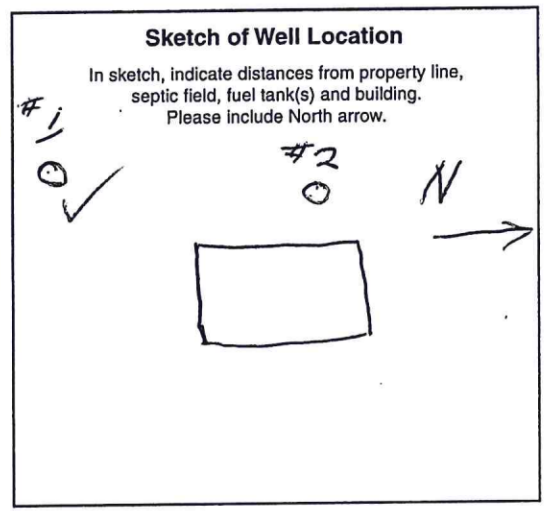 Sketch of Well Location
In sketch, indicate distances from property line,
septic field, fuel tank(s) and building.
Please include North arrow.
#1
#2
N